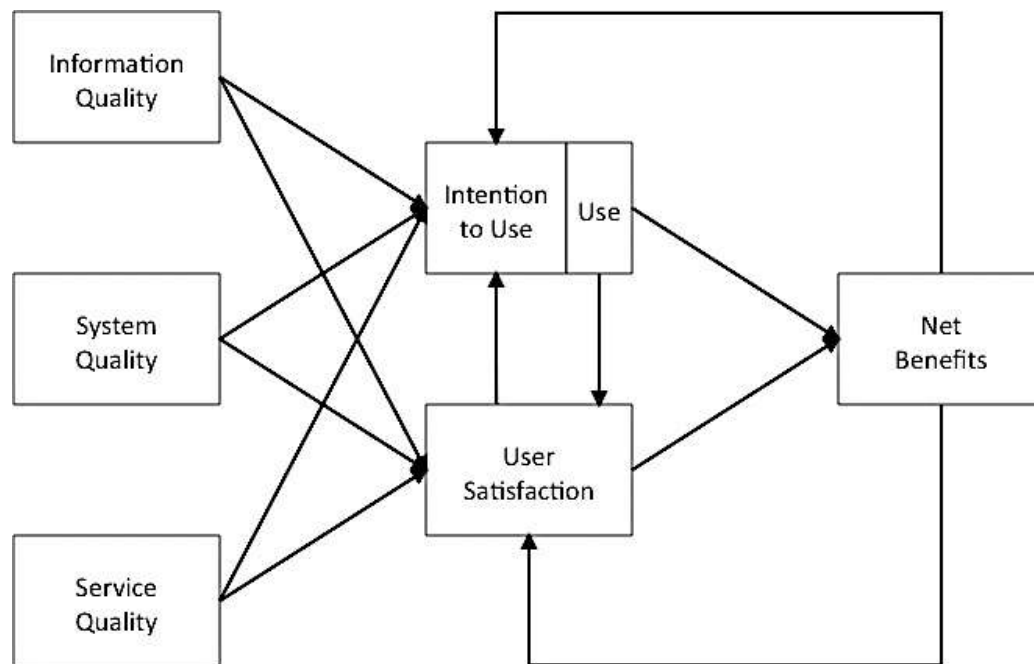 Information
Quality
Intention
to Use
Use
System
Quality
Net
Benefits
User
Satisfaction
Service
Quality